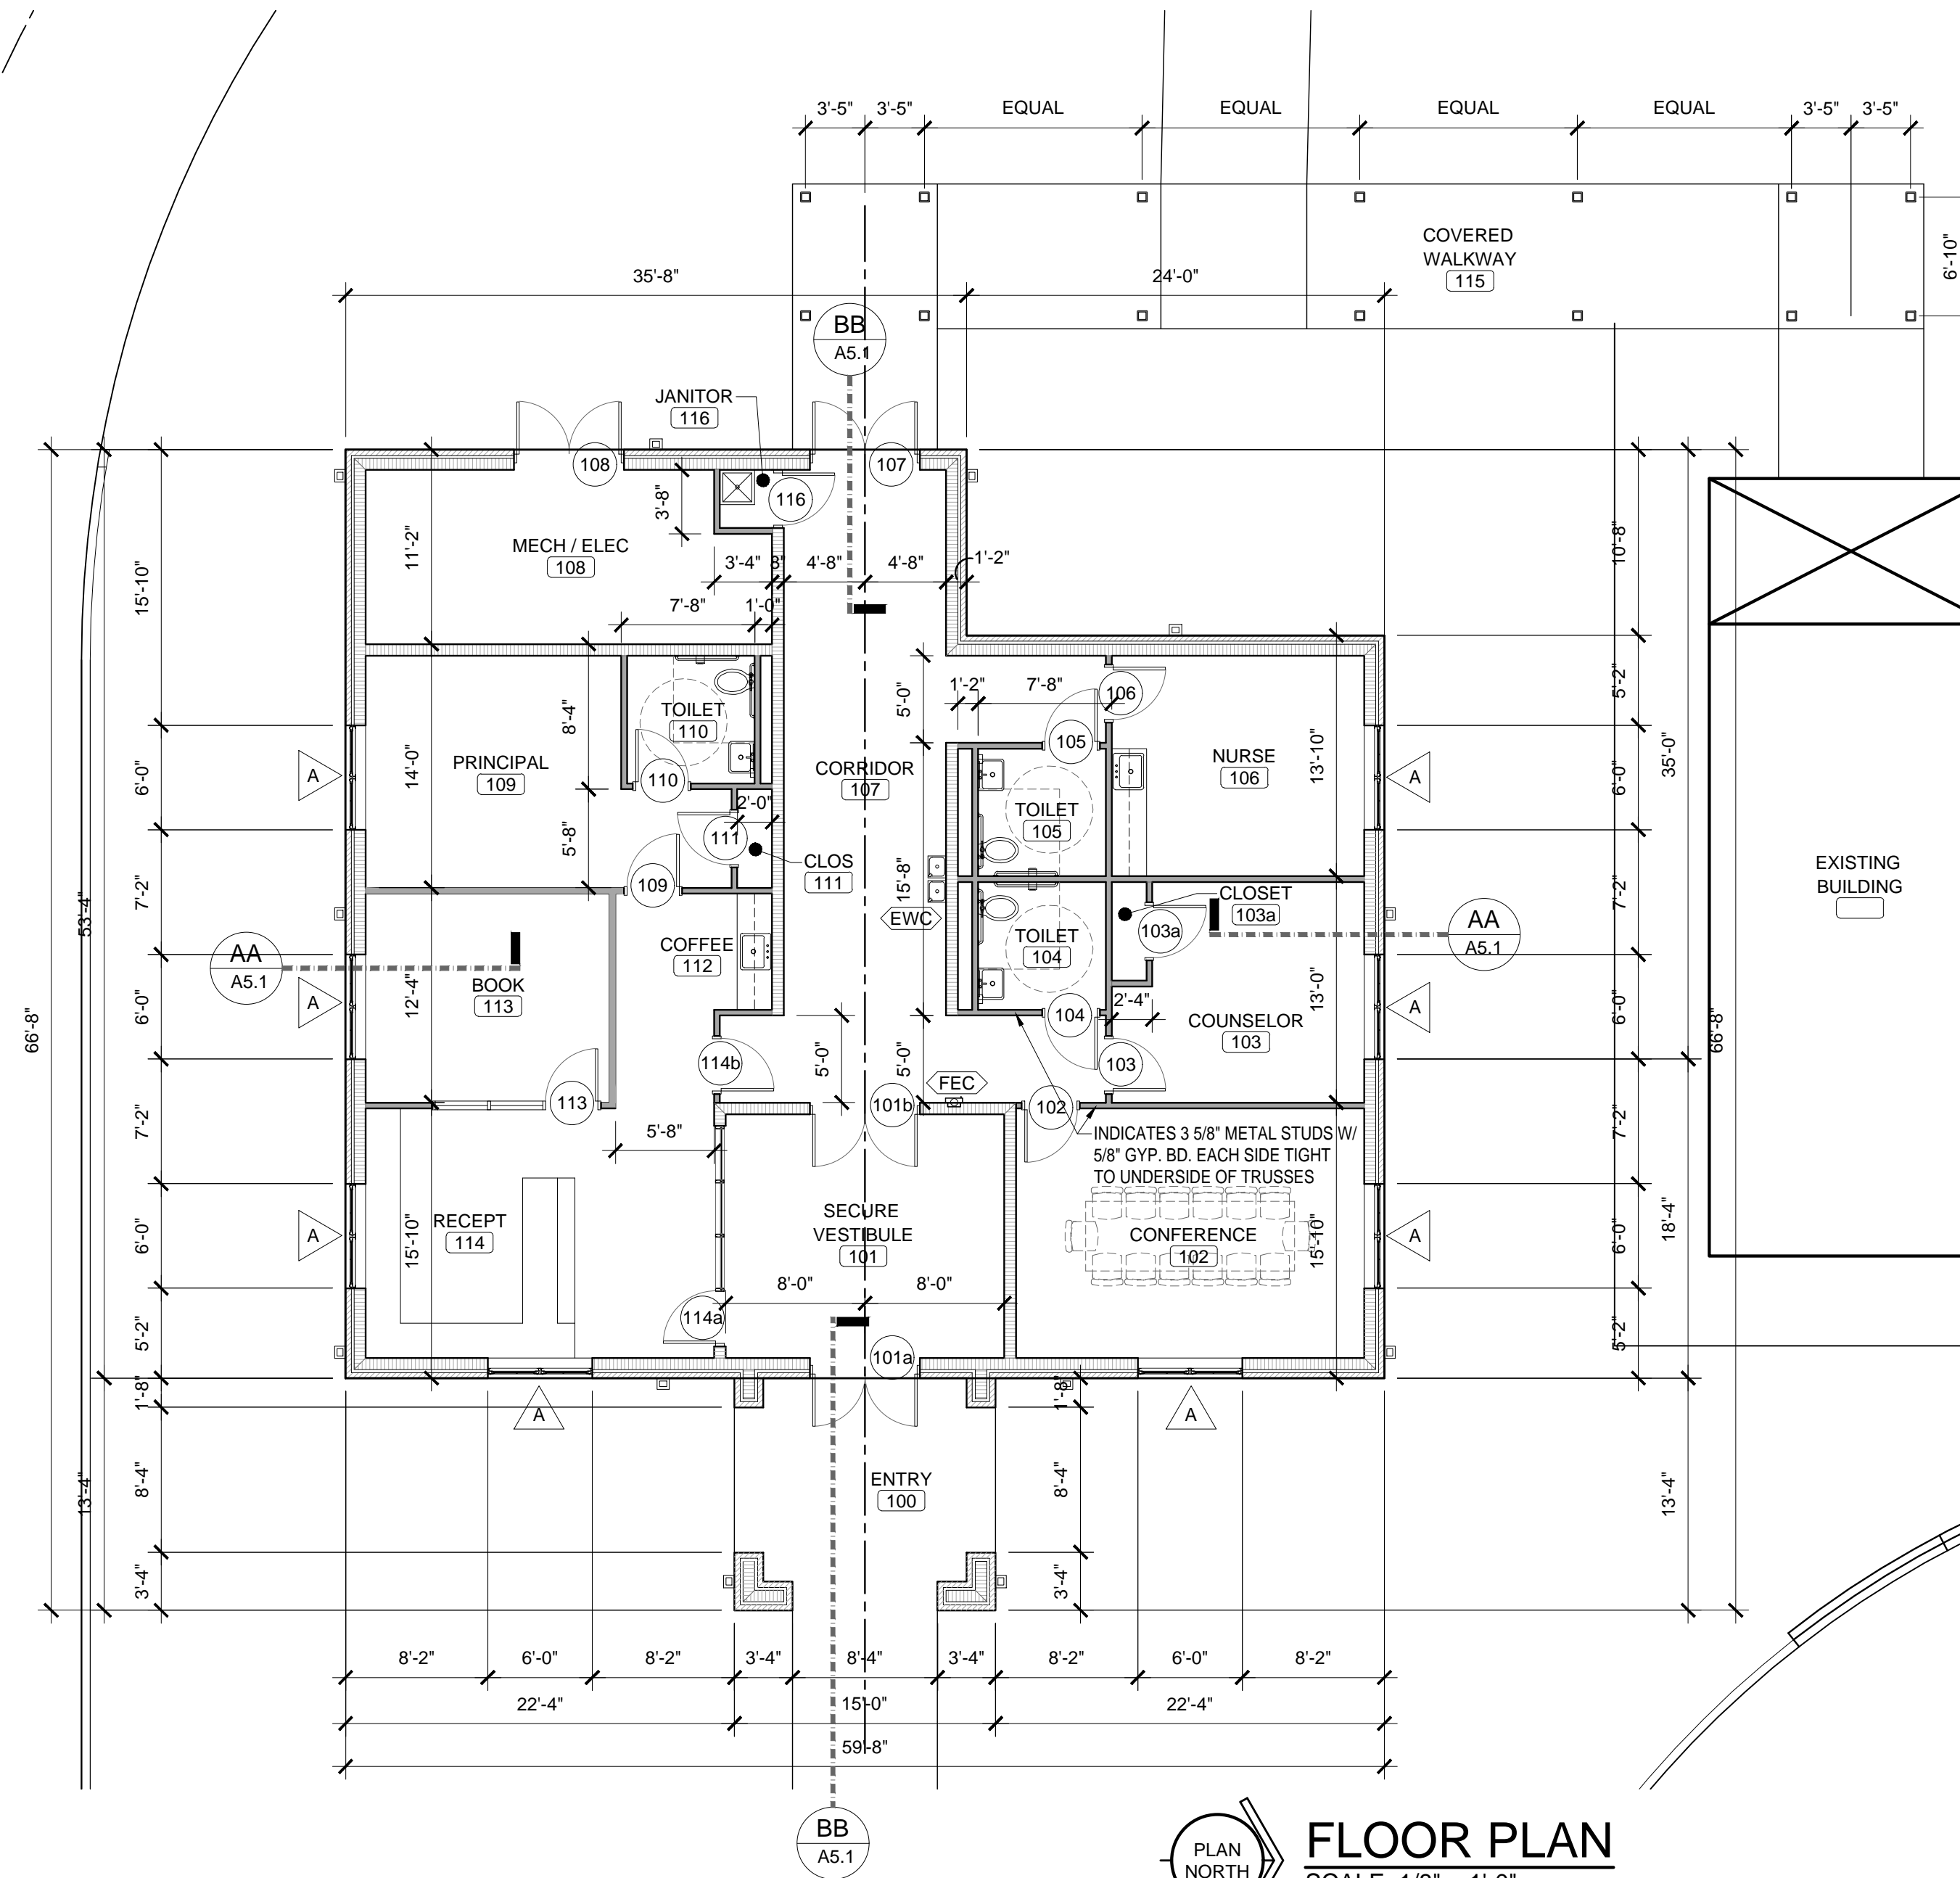 3'-5" 3'-5" EQUAL EQUAL EQUAL EQUAL 3'-5" 3'-5"
COVERED
WALKWAY
115
6'-10"
35'-8" 24'-0"
BB
A5.1
JANITOR
116
108 107
116
3'-8"
11'-2"
MECH / ELEC
108
3'-4" 8" 4'-8" 4'-8" 1'-2"
7'-8" 1'-0"
15'-10"
10'-8"
5'-2"
35'-0"
1'-2" 7'-8"
106
5'-0"
8'-4"
TOILET
110
105
PRINCIPAL
109
14'-0"
110
CORRIDOR
107
NURSE
106
13'-10"
A
6'-0"
A
6'-0"
2'-0"
TOILET
105
111
5'-8"
CLOS
111
109
15'-8"
EWC
CLOSET
103a
103a
EXISTING
BUILDING
7'-2"
53'-4"
7'-2"
AA
A5.1
AA
A5.1
COFFEE
112
TOILET
104
BOOK
113
12'-4"
13'-0"
A
6'-0"
A
6'-0"
2'-4"
104
COUNSELOR
103
66'-8"
66'-8"
114b
5'-0"
5'-0"
103
FEC
113
101b
102
7'-2"
7'-2"
5'-8"
INDICATES 3 5/8" METAL STUDS W/
5/8" GYP. BD. EACH SIDE TIGHT
TO UNDERSIDE OF TRUSSES
RECEPT
114
15'-10"
SECURE
VESTIBULE
101
CONFERENCE
102
15'-10"
A
6'-0"
A
6'-0"
18'-4"
8'-0" 8'-0"
114a
101a
5'-2"
5'-2"
1'-8"
1'-8"
A
A
ENTRY
100
13'-4"
8'-4"
8'-4"
13'-4"
3'-4"
3'-4"
8'-2" 6'-0" 8'-2" 3'-4" 8'-4" 3'-4" 8'-2" 6'-0" 8'-2"
22'-4" 15'-0" 22'-4"
59'-8"
BB
A5.1
PLAN
NORTH
FLOOR PLAN